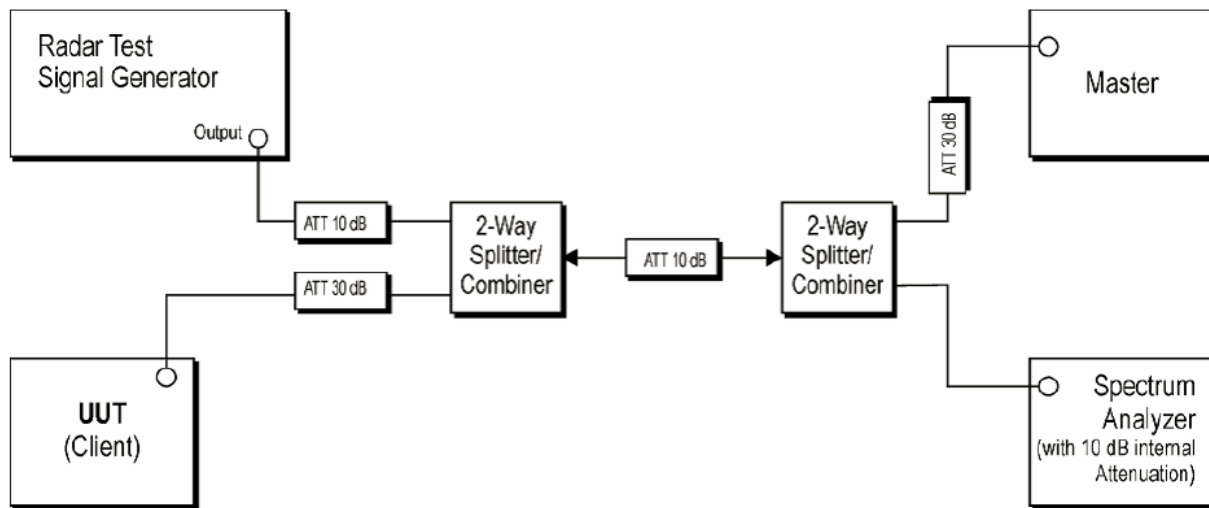 Radar Test
Signal Generator
Output
ATT 10 dB
ATT 30 dB
UUT
(Client)
2-Way
Splitter/
Combiner
ATT 10 dB
2-Way
Splitter/
Combiner
ATT 30 dB
Master
Spectrum
Analyzer
(with 10 dB internal
Attenuation)